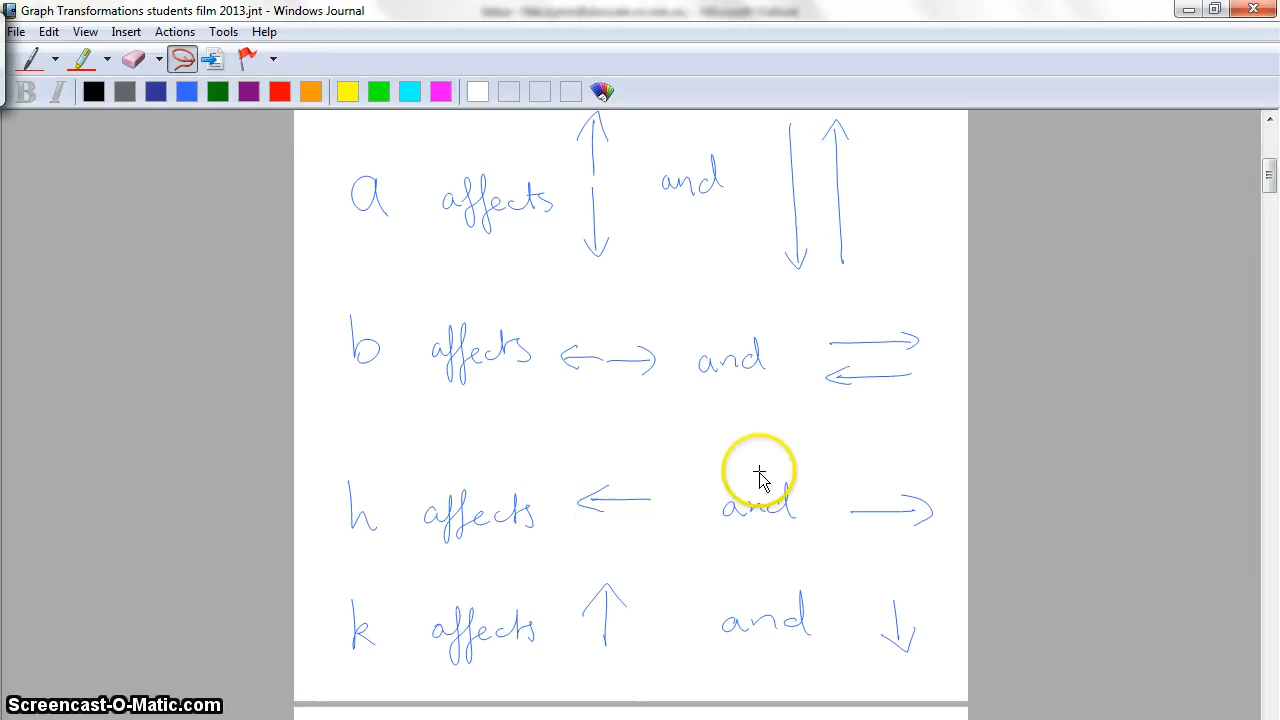 Graph Transformations students film 2013.jnt - Windows Journal
File Edit View Insert Actions Tools Help
B I
a affects and
b affects and
h affects and
k affects and
Screencast-O-Matic.com